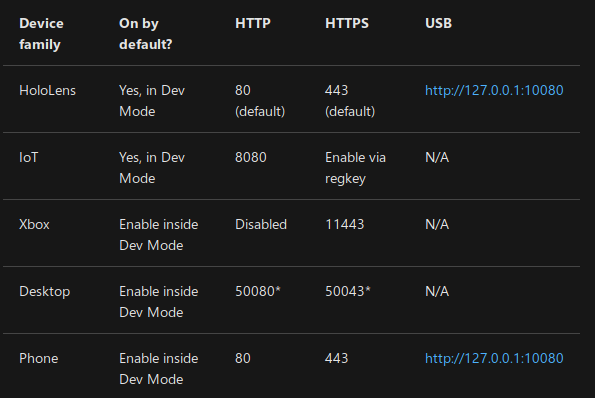 Device family On by default? HTTP HTTPS USB
HoloLens Yes, in Dev Mode 80 (default) 443 (default) http://127.0.0.1:10080
IoT Yes, in Dev Mode 8080 Enable via regkey N/A
Xbox Enable inside Dev Mode Disabled 11443 N/A
Desktop Enable inside Dev Mode 50080* 50043* N/A
Phone Enable inside Dev Mode 80 443 http://127.0.0.1:10080